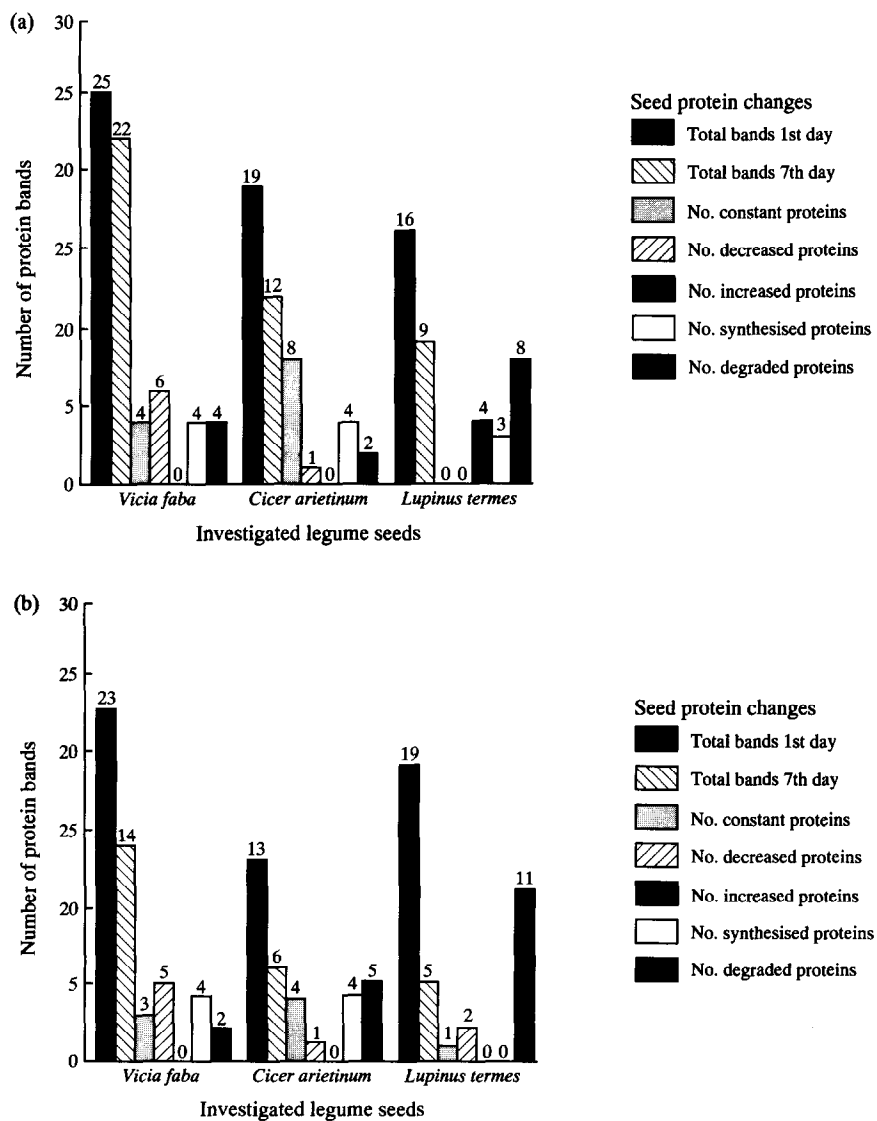 (a)
30
25
20
25
20
5
0
Number of protein bands
25
22
4
6
0
4
4
19
12
8
1
0
4
2
16
9
0
0
4
3
8
Vicia faba
Cicer arietinum
Lupinus termes
Investigated legume seeds
Seed protein changes
Total bands 1st day
Total bands 7th day
No. constant proteins
No. decreased proteins
No. increased proteins
No. synthesised proteins
No. degraded proteins
(b)
30
25
20
25
20
5
0
Number of protein bands
23
14
3
5
0
4
2
13
6
4
1
0
4
5
19
5
1
2
0
0
11
Vicia faba
Cicer arietinum
Lupinus termes
Investigated legume seeds
Seed protein changes
Total bands 1st day
Total bands 7th day
No. constant proteins
No. decreased proteins
No. increased proteins
No. synthesised proteins
No. degraded proteins